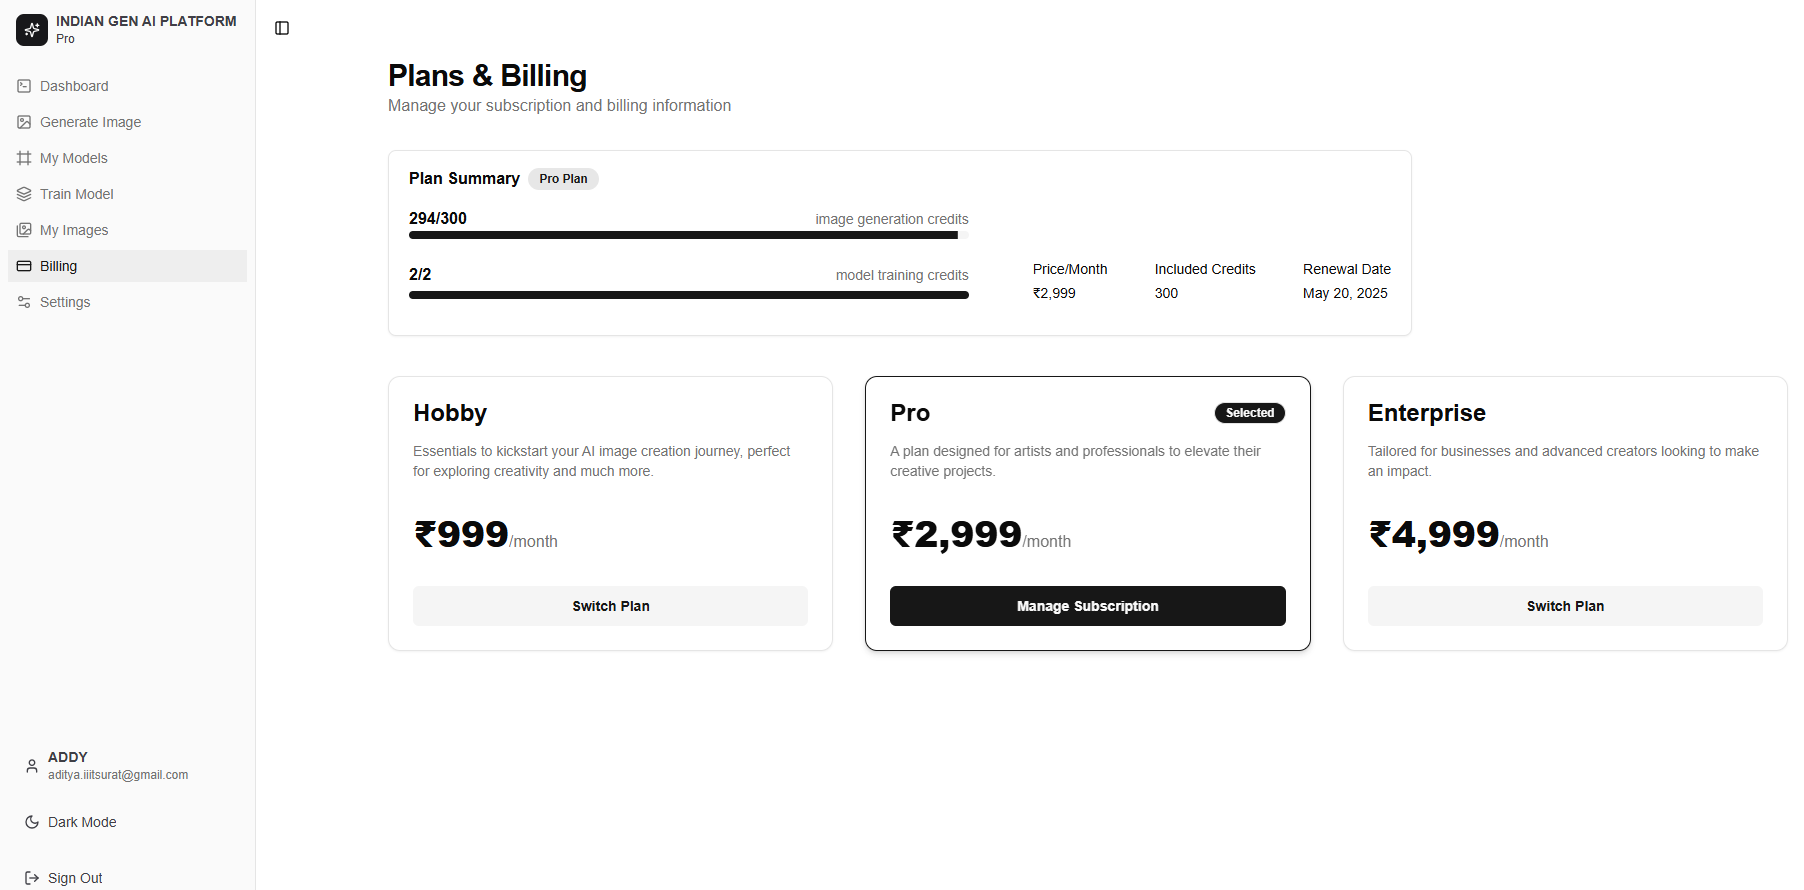 INDIAN GEN AI PLATFORM
Pro
Dashboard
Generate Image
My Models
Train Model
My Images
Billing
Settings
ADDY
aditya.iiitsurat@gmail.com
Dark Mode
Sign Out
Plans & Billing
Manage your subscription and billing information
Plan Summary Pro Plan
294/300 image generation credits
2/2 model training credits
Price/Month Included Credits Renewal Date
₹2,999 300 May 20, 2025
Hobby
Essentials to kickstart your AI image creation journey, perfect
for exploring creativity and much more.
₹999/month
Switch Plan
Pro Selected
A plan designed for artists and professionals to elevate their
creative projects.
₹2,999/month
Manage Subscription
Enterprise
Tailored for businesses and advanced creators looking to make
an impact.
₹4,999/month
Switch Plan